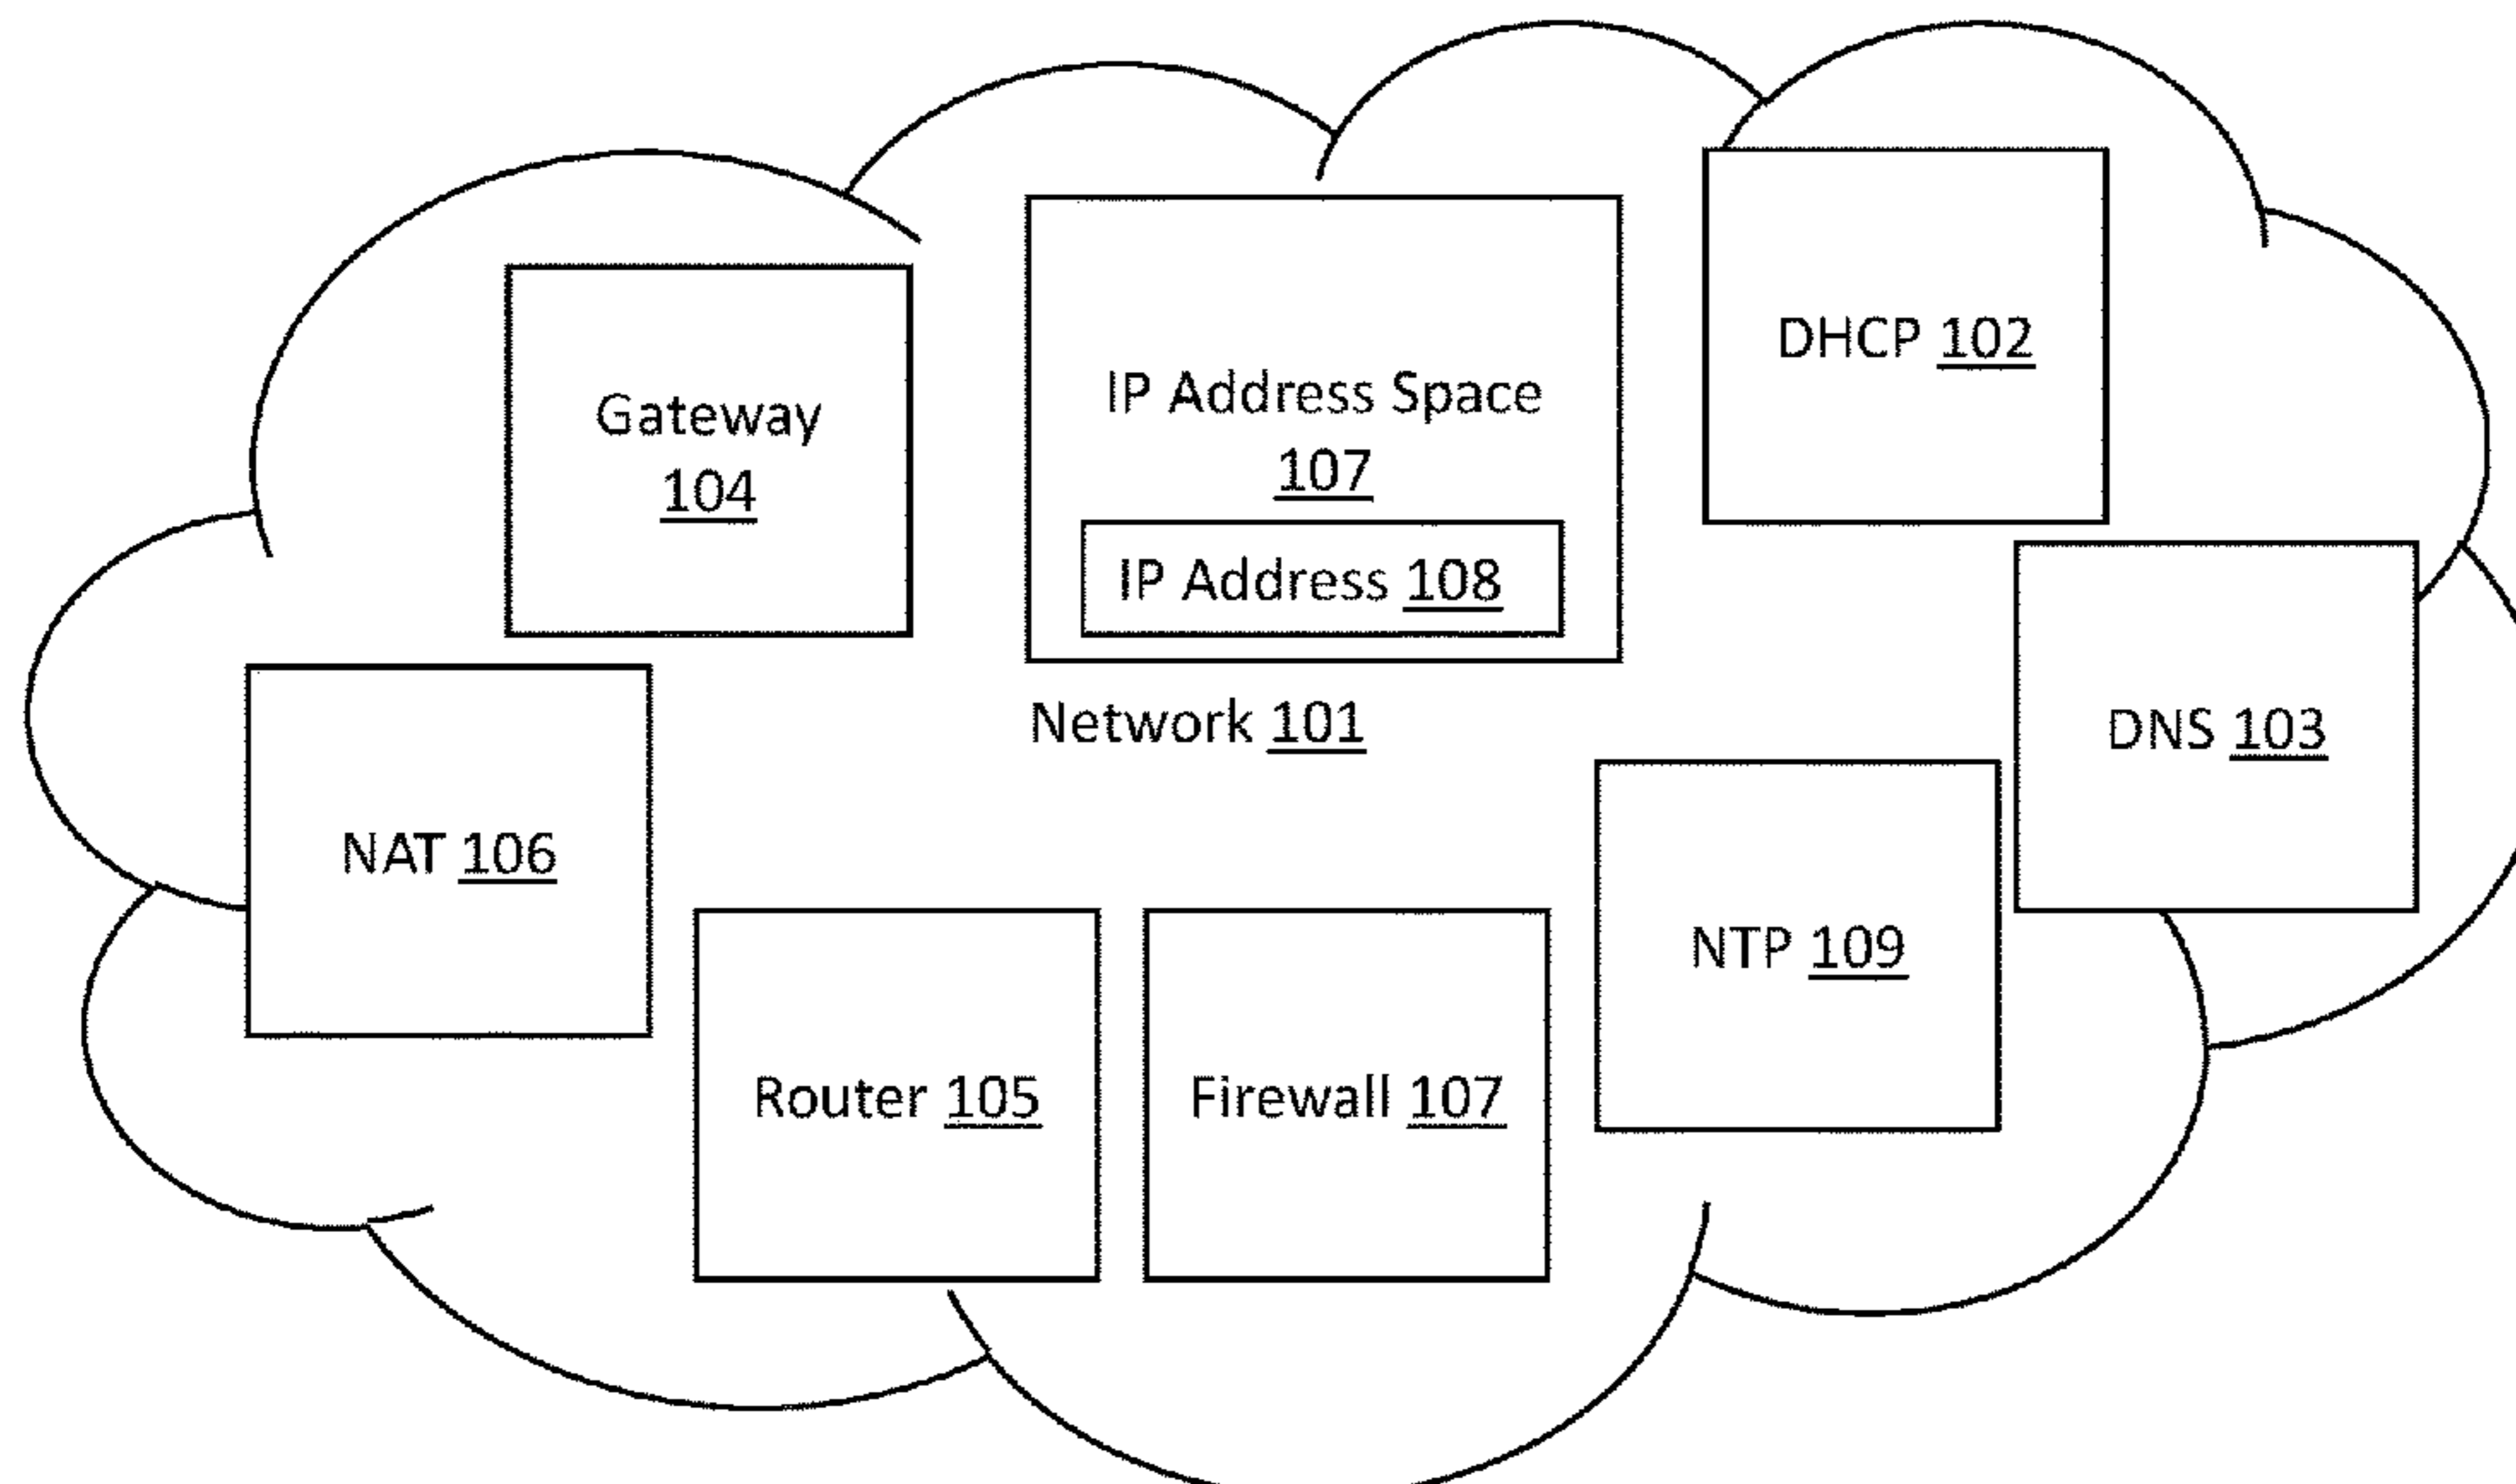 DHCP 102
IP Address Space
107
Gateway
104
IP Address 108
Network 101
DNS 103
NAT 106
NTP 109
Router 105
Firewall 107